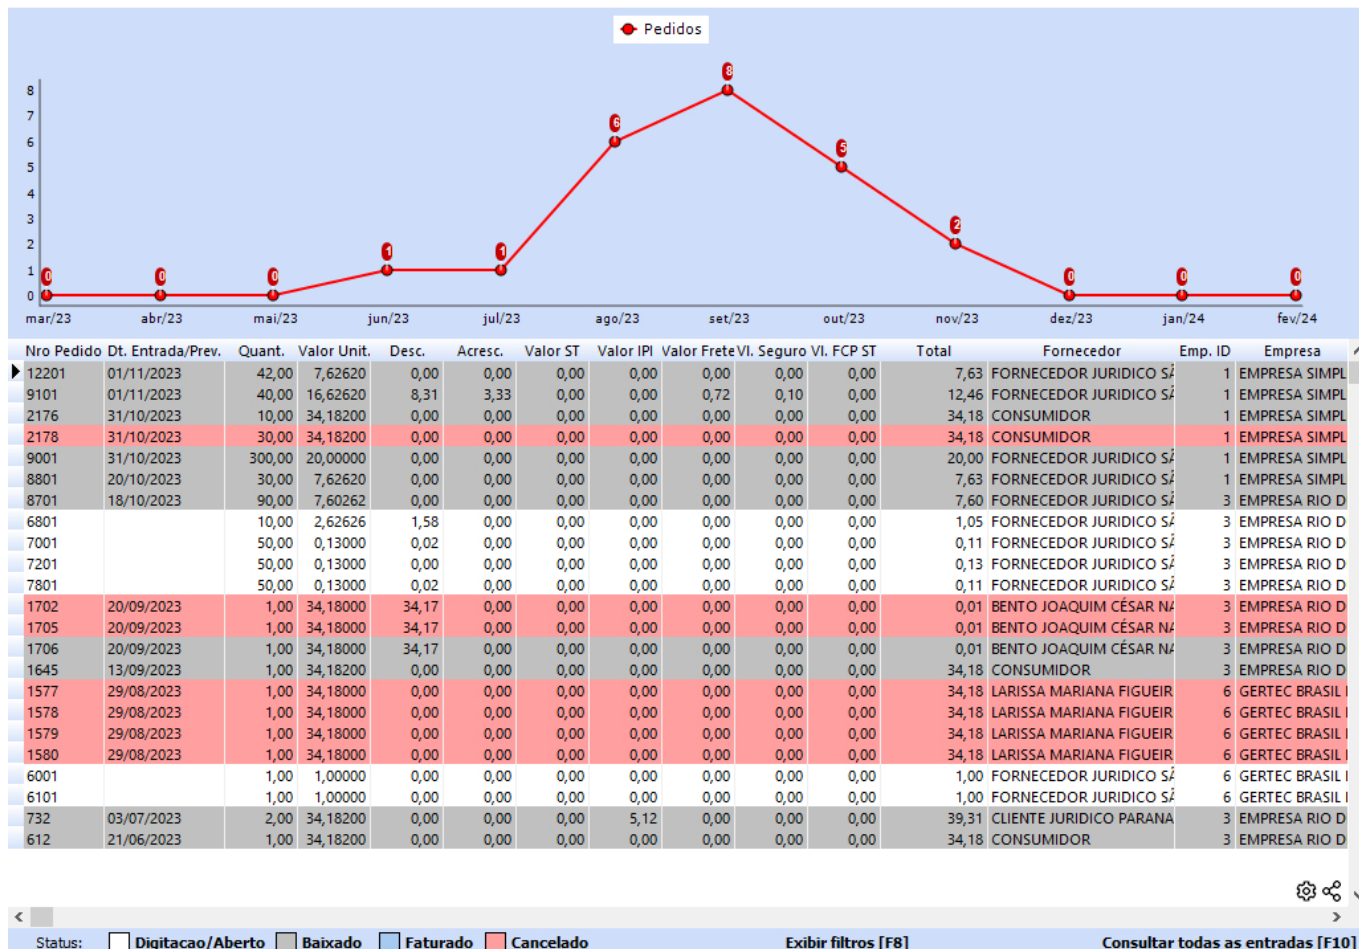 Pedidos
8
7
6
5
4
3
2
1
0
0
0
0
1
1
6
8
5
2
0
0
0
mar/23 abr/23 mai/23 jun/23 jul/23 ago/23 set/23 out/23 nov/23 dez/23 jan/24 fev/24
Nro Pedido Dt. Entrada/Prev. Quant. Valor Unit. Desc. Acresc. Valor ST Valor IPI Valor Frete Vl. Seguro Vl. FCP ST Total Fornecedor Emp. ID Empresa
12201 01/11/2023 42,00 7,62620 0,00 0,00 0,00 0,00 0,00 0,00 0,00 7,63 FORNECEDOR JURIDICO SÃ 1 EMPRESA SIMPL
9101 01/11/2023 40,00 16,62620 8,31 3,33 0,00 0,00 0,72 0,10 0,00 12,46 FORNECEDOR JURIDICO SÃ 1 EMPRESA SIMPL
2176 31/10/2023 10,00 34,18200 0,00 0,00 0,00 0,00 0,00 0,00 0,00 34,18 CONSUMIDOR 1 EMPRESA SIMPL
2178 31/10/2023 30,00 34,18200 0,00 0,00 0,00 0,00 0,00 0,00 0,00 34,18 CONSUMIDOR 1 EMPRESA SIMPL
9001 31/10/2023 300,00 20,00000 0,00 0,00 0,00 0,00 0,00 0,00 0,00 20,00 FORNECEDOR JURIDICO SÃ 1 EMPRESA SIMPL
8801 20/10/2023 30,00 7,62620 0,00 0,00 0,00 0,00 0,00 0,00 0,00 7,63 FORNECEDOR JURIDICO SÃ 1 EMPRESA SIMPL
8701 18/10/2023 90,00 7,60262 0,00 0,00 0,00 0,00 0,00 0,00 0,00 7,60 FORNECEDOR JURIDICO SÃ 3 EMPRESA RIO D
6801 10,00 2,62626 1,58 0,00 0,00 0,00 0,00 0,00 0,00 1,05 FORNECEDOR JURIDICO SÃ 3 EMPRESA RIO D
7001 50,00 0,13000 0,02 0,00 0,00 0,00 0,00 0,00 0,00 0,11 FORNECEDOR JURIDICO SÃ 3 EMPRESA RIO D
7201 50,00 0,13000 0,00 0,00 0,00 0,00 0,00 0,00 0,00 0,13 FORNECEDOR JURIDICO SÃ 3 EMPRESA RIO D
7801 50,00 0,13000 0,02 0,00 0,00 0,00 0,00 0,00 0,00 0,11 FORNECEDOR JURIDICO SÃ 3 EMPRESA RIO D
1702 20/09/2023 1,00 34,18000 34,17 0,00 0,00 0,00 0,00 0,00 0,00 0,01 BENTO JOAQUIM CÉSAR NA 3 EMPRESA RIO D
1705 20/09/2023 1,00 34,18000 34,17 0,00 0,00 0,00 0,00 0,00 0,00 0,01 BENTO JOAQUIM CÉSAR NA 3 EMPRESA RIO D
1706 20/09/2023 1,00 34,18000 34,17 0,00 0,00 0,00 0,00 0,00 0,00 0,01 BENTO JOAQUIM CÉSAR NA 3 EMPRESA RIO D
1645 13/09/2023 1,00 34,18200 0,00 0,00 0,00 0,00 0,00 0,00 0,00 34,18 CONSUMIDOR 3 EMPRESA RIO D
1577 29/08/2023 1,00 34,18000 0,00 0,00 0,00 0,00 0,00 0,00 0,00 34,18 LARISSA MARIANA FIGUEIR 6 GERTEC BRASIL
1578 29/08/2023 1,00 34,18000 0,00 0,00 0,00 0,00 0,00 0,00 0,00 34,18 LARISSA MARIANA FIGUEIR 6 GERTEC BRASIL
1579 29/08/2023 1,00 34,18000 0,00 0,00 0,00 0,00 0,00 0,00 0,00 34,18 LARISSA MARIANA FIGUEIR 6 GERTEC BRASIL
1580 29/08/2023 1,00 34,18000 0,00 0,00 0,00 0,00 0,00 0,00 0,00 34,18 LARISSA MARIANA FIGUEIR 6 GERTEC BRASIL
6001 1,00 1,00000 0,00 0,00 0,00 0,00 0,00 0,00 0,00 1,00 FORNECEDOR JURIDICO SÃ 6 GERTEC BRASIL
6101 1,00 1,00000 0,00 0,00 0,00 0,00 0,00 0,00 0,00 1,00 FORNECEDOR JURIDICO SÃ 6 GERTEC BRASIL
732 03/07/2023 2,00 34,18200 0,00 0,00 0,00 5,12 0,00 0,00 0,00 39,31 CLIENTE JURIDICO PARANA 3 EMPRESA RIO D
612 21/06/2023 1,00 34,18200 0,00 0,00 0,00 0,00 0,00 0,00 0,00 34,18 CONSUMIDOR 3 EMPRESA RIO D
Status: Digitacao/Aberto Baixado Faturado Cancelado Exibir filtros [F8] Consultar todas as entradas [F10]